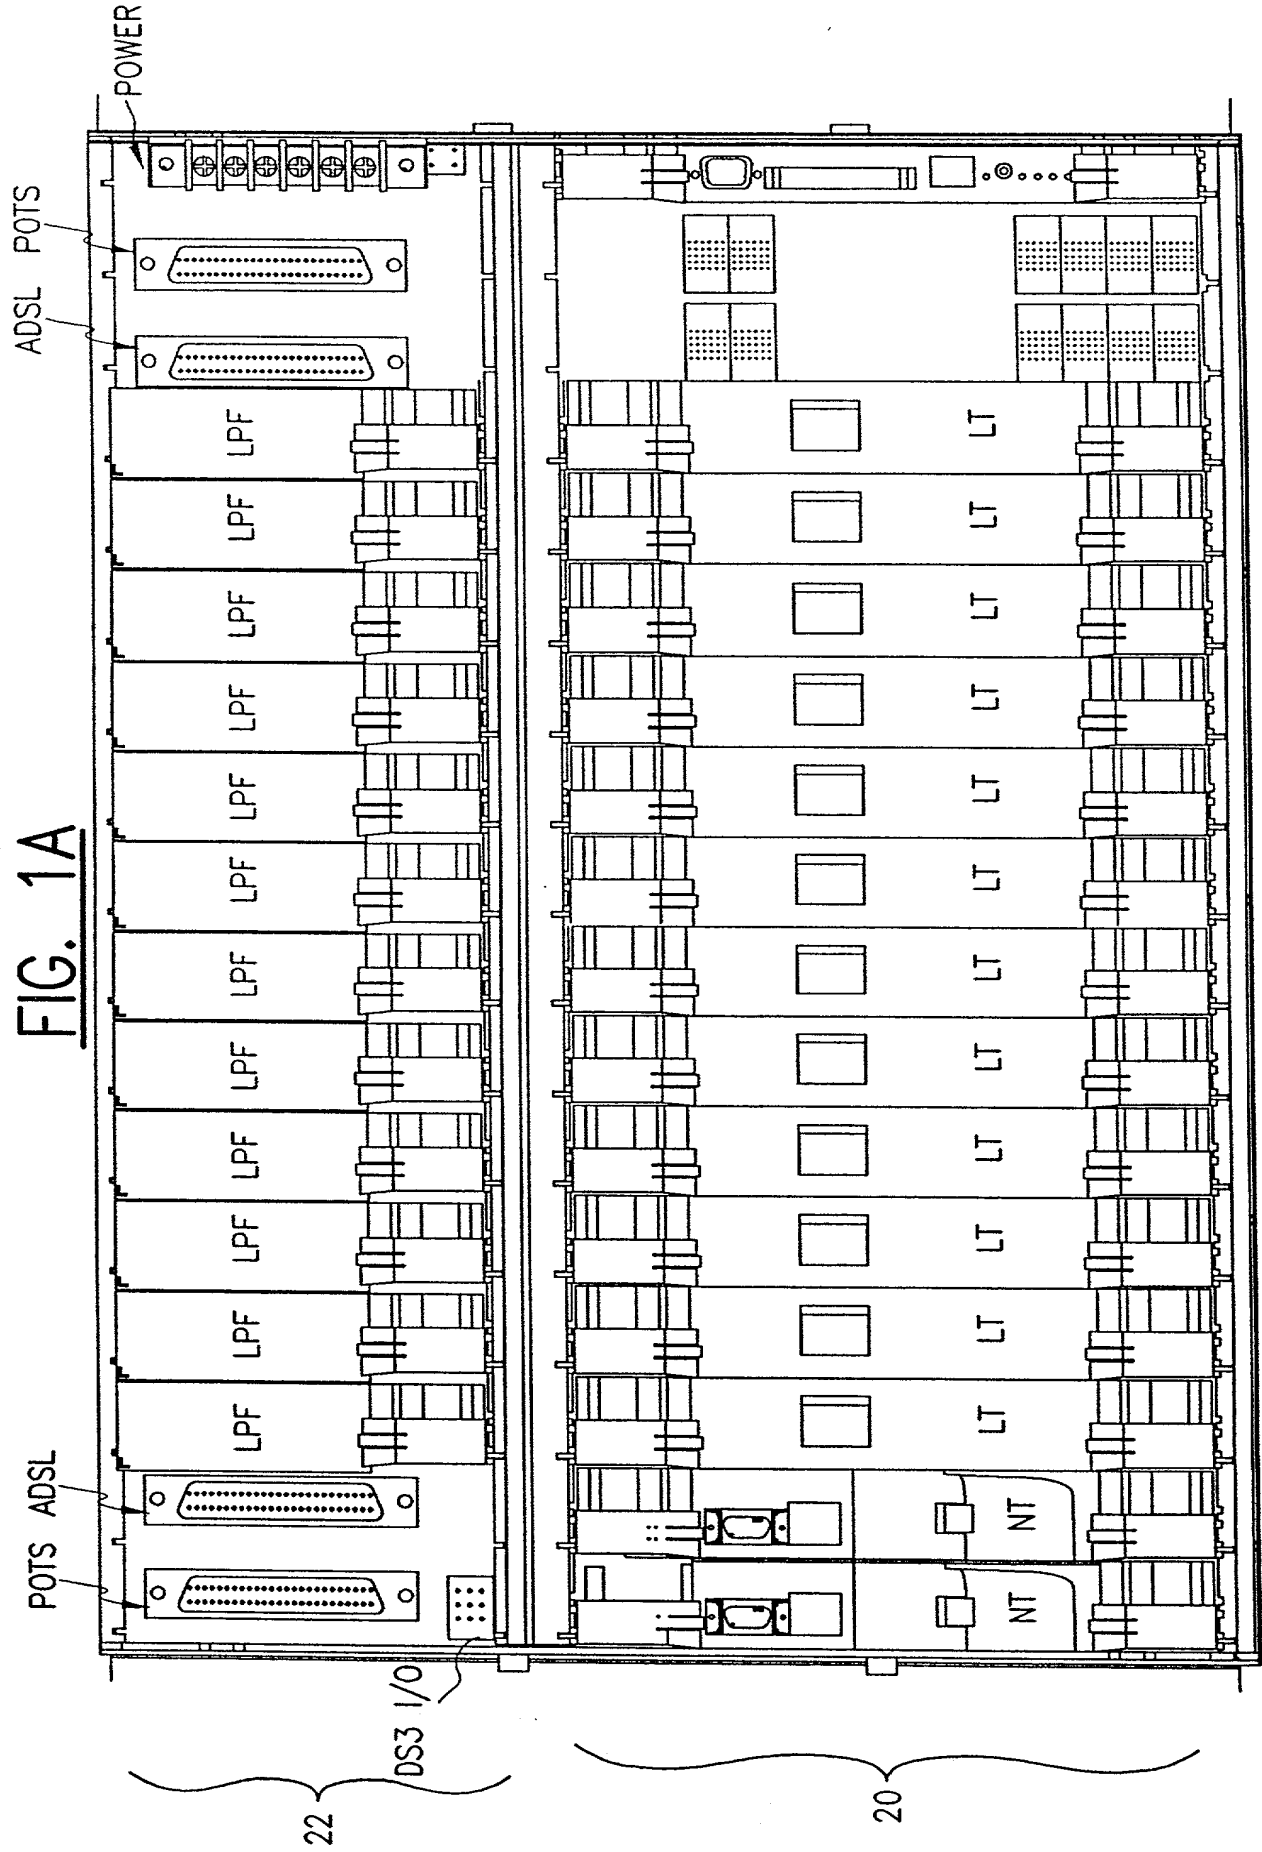 FIG. 1A
POTS ADSL
ADSL POTS
POWER
LPF LPF LPF LPF LPF LPF LPF LPF LPF LPF LPF LPF
22
DS3 I/O
20
NT NT LT LT LT LT LT LT LT LT LT LT LT LT